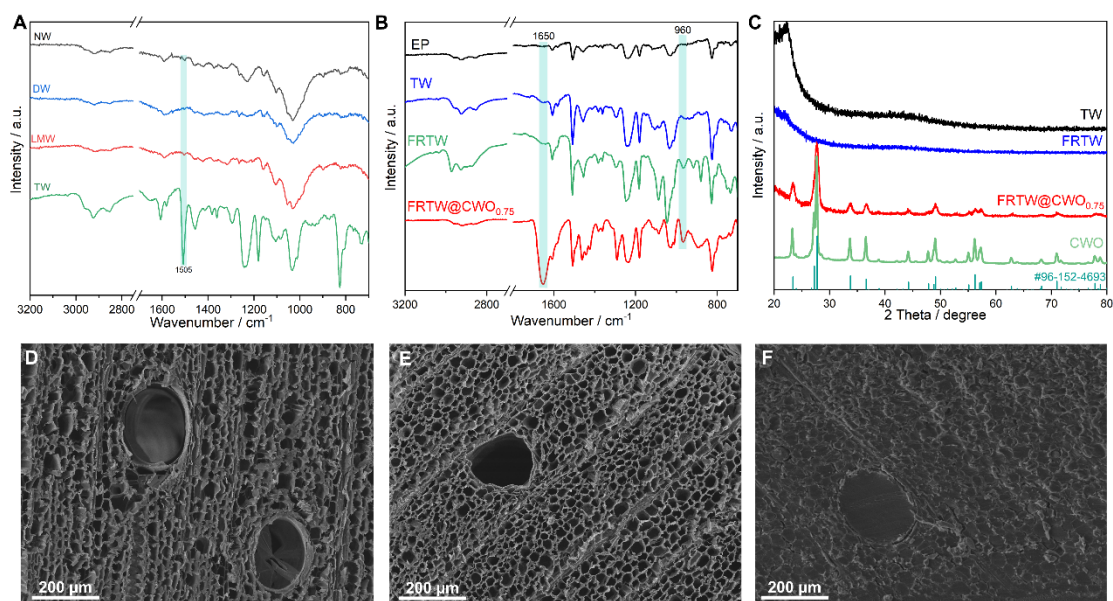 A
NW
DW
LMW
TW
1505
Intensity / a.u.
3200 2800 1600 1400 1200 1000 800
Wavenumber / cm⁻¹
B
1650 960
EP
TW
FRTW
FRTW@CWO₀.₇₅
Intensity / a.u.
3200 2800 1600 1400 1200 1000 800
Wavenumber / cm⁻¹
C
TW
FRTW
FRTW@CWO₀.₇₅
CWO
#96-152-4693
Intensity / a.u.
20 30 40 50 60 70 80
2 Theta / degree
D
200 µm
E
200 µm
F
200 µm